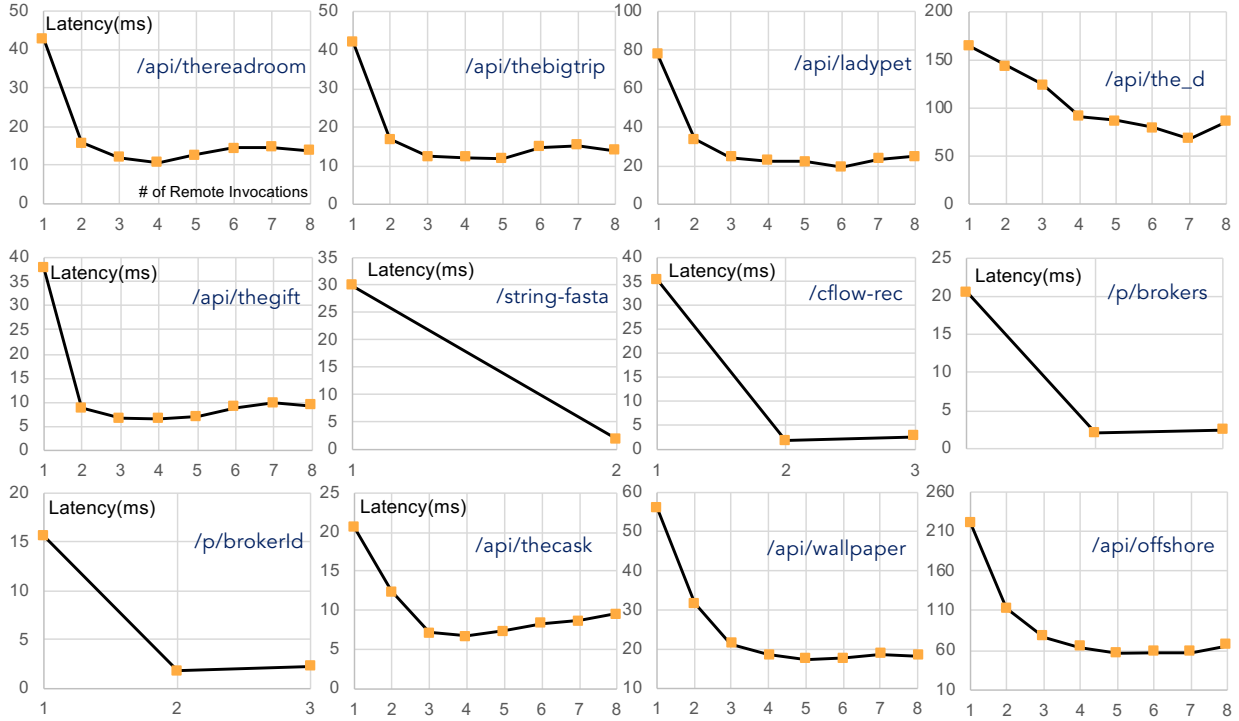 50
40
30
20
10
0
Latency(ms)
/api/thereadroom
# of Remote Invocations
1 2 3 4 5 6 7 8
50
40
30
20
10
0
/api/thebigtrip
1 2 3 4 5 6 7 8
100
80
60
40
20
0
/api/ladypet
1 2 3 4 5 6 7 8
200
150
100
50
0
/api/the_d
1 2 3 4 5 6 7 8
40
35
30
25
20
15
10
5
0
Latency(ms)
/api/thegift
1 2 3 4 5 6 7 8
35
30
25
20
15
10
5
0
Latency(ms)
/string-fasta
1 2
40
35
30
25
20
15
10
5
0
Latency(ms)
/cflow-rec
1 2 3
25
20
15
10
5
0
Latency(ms)
/p/brokers
20
15
10
5
0
Latency(ms)
/p/brokerId
1 2 3
25
20
15
10
5
0
Latency(ms)
/api/thecask
1 2 3 4 5 6 7 8
60
50
40
30
20
10
/api/wallpaper
1 2 3 4 5 6 7 8
260
210
160
110
60
10
/api/offshore
1 2 3 4 5 6 7 8